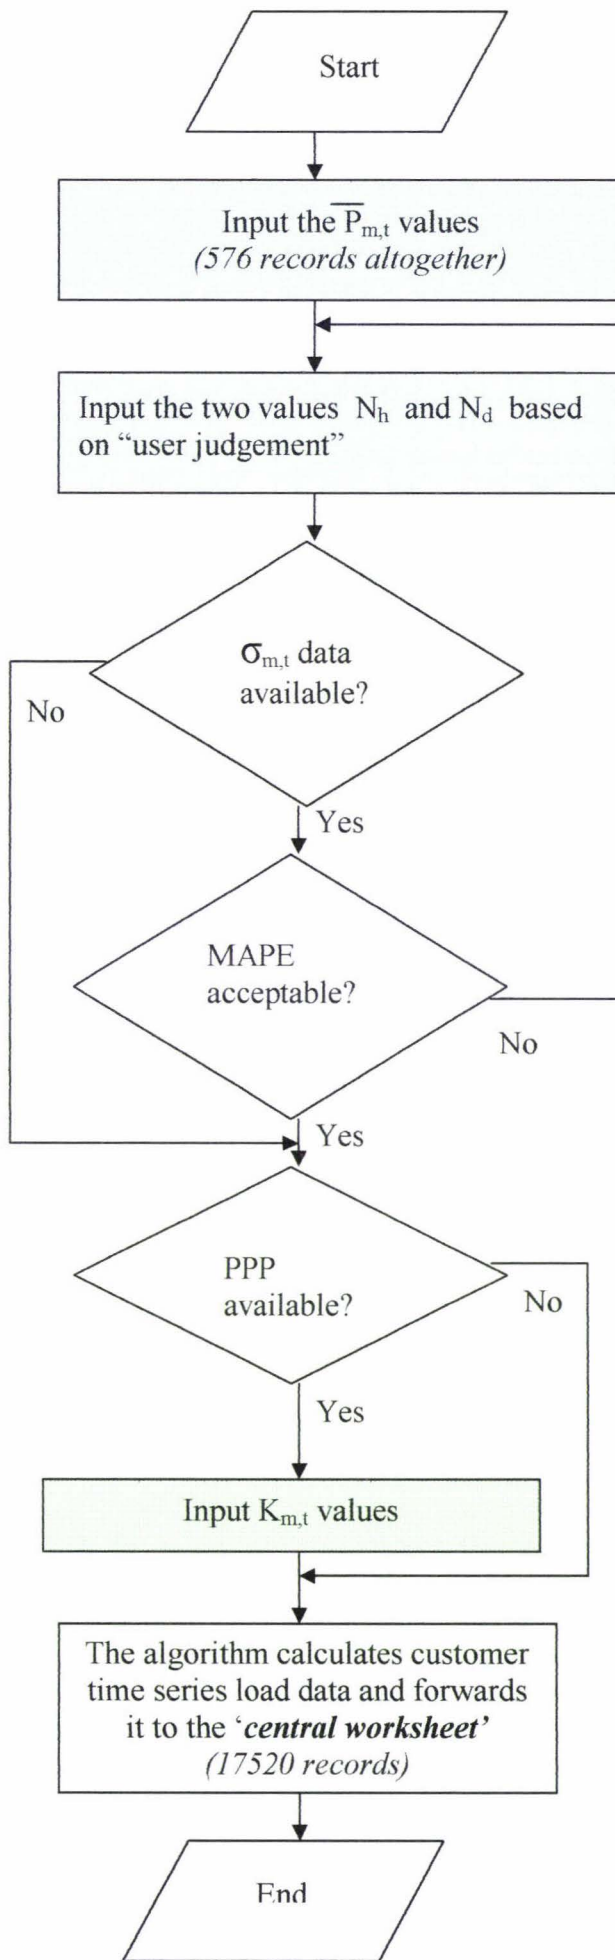 Start
Input the P̅m,t values
(576 records altogether)
Input the two values Nh and Nd based
on “user judgement”
σm,t data
available?
No
Yes
MAPE
acceptable?
No
Yes
PPP
available?
No
Yes
Input Km,t values
The algorithm calculates customer
time series load data and forwards
it to the ‘central worksheet’
(17520 records)
End